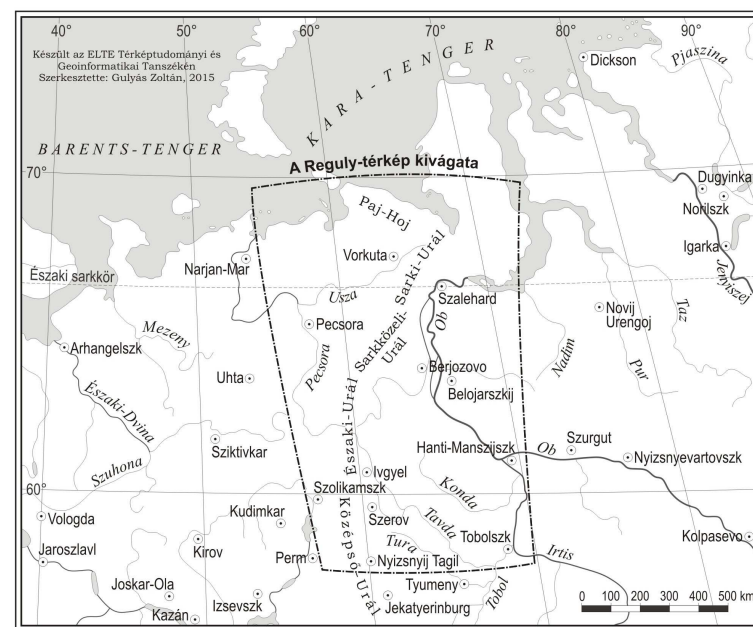 40°
50°
60°
70°
80°
90°
Készült az ELTE Térképtudományi és
Geoinformatikai Tanszékén
Szerkesztette: Gulyás Zoltán, 2015
KARA-TENGER
Dickson
Pjaszina
BARENTS-TENGER
70°
A Reguly-térkép kivágata
Dugyinka
Norilszk
Paj-Hoj
Narjan-Mar
Vorkuta
Igarka
Jenyiszej
Északi sarkkör
Usza
Sarki-Urál
Szalehard
Novij
Urengoj
Taz
Mezeny
Pecsora
Sarkközeli-
Urál
Ob
Arhangelszk
Pecsora
Nadim
Pur
Uhta
Berjozovo
Belojarszkij
Északi-Dvina
Sziktivkar
Északi-Urál
Hanti-Manszijszk
Ob
Szurgut
Nyizsnyevartovszk
Szuhona
Ivgyel
Konda
60°
Szolikamszk
Vologda
Kudimkar
Szerov
Tavda
Kolpasevo
Jaroszlavl
Kirov
Perm
Középső-Urál
Tura
Tobolszk
Irtis
Nyizsnyij Tagil
Joskar-Ola
Izsevszk
Tyumeny
Tobol
Kazán
Jekatyerinburg
0 100 200 300 400 500 km